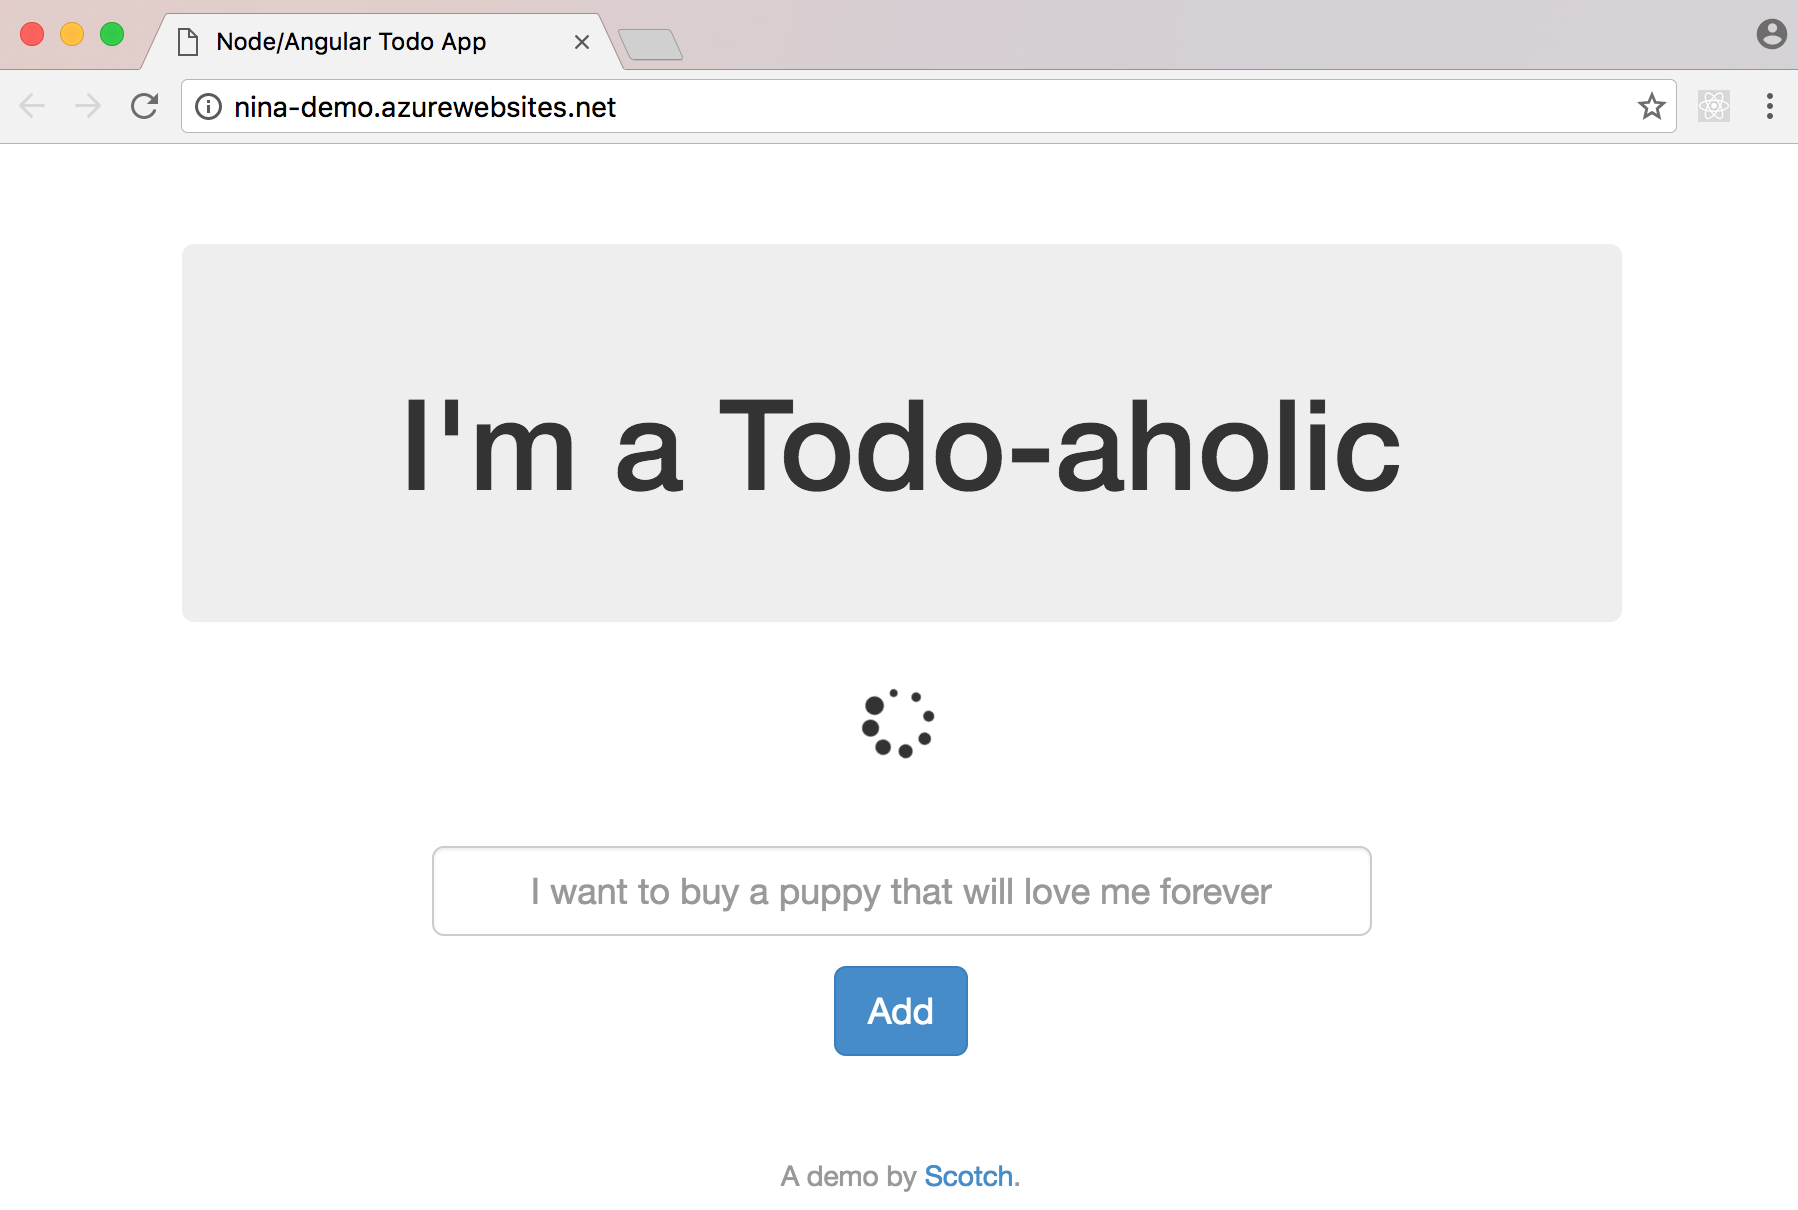 Node/Angular Todo App
nina-demo.azurewebsites.net
I'm a Todo-aholic
I want to buy a puppy that will love me forever
Add
A demo by Scotch.